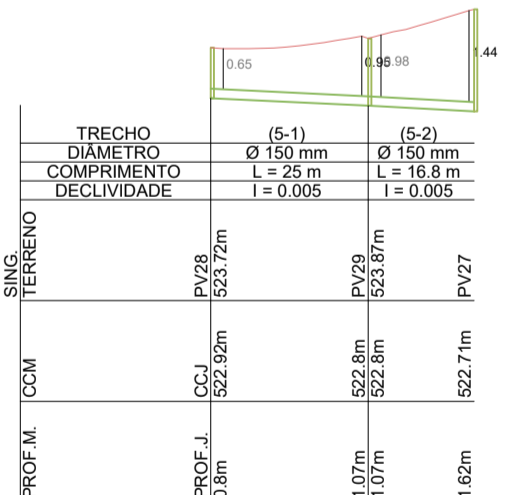 0.65
0.95
0.98
1.44
TRECHO (5-1) (5-2)
DIÂMETRO Ø 150 mm Ø 150 mm
COMPRIMENTO L = 25 m L = 16.8 m
DECLIVIDADE I = 0.005 I = 0.005
SING.
TERRENO
PV28
523.72m
PV29
523.87m
PV27
CCM
CCJ
522.92m
522.8m
522.8m
522.71m
PROF.M.
PROF.J.
0.8m
1.07m
1.07m
1.62m